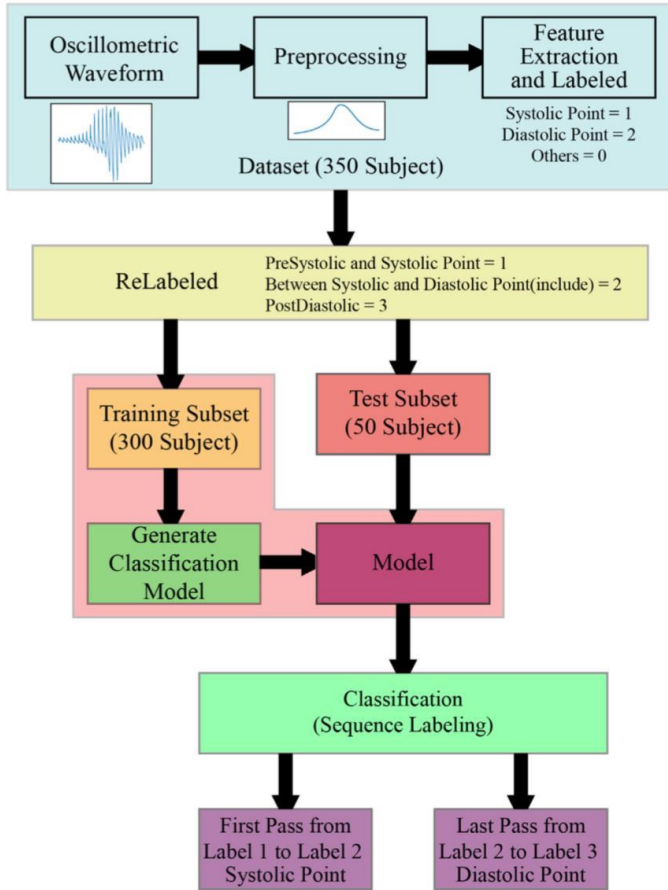 Oscillometric
Waveform
Preprocessing
Feature
Extraction
and Labeled
Systolic Point = 1
Diastolic Point = 2
Others = 0
Dataset (350 Subject)
ReLabeled
PreSystolic and Systolic Point = 1
Between Systolic and Diastolic Point(include) = 2
PostDiastolic = 3
Training Subset
(300 Subject)
Test Subset
(50 Subject)
Generate
Classification
Model
Model
Classification
(Sequence Labeling)
First Pass from
Label 1 to Label 2
Systolic Point
Last Pass from
Label 2 to Label 3
Diastolic Point